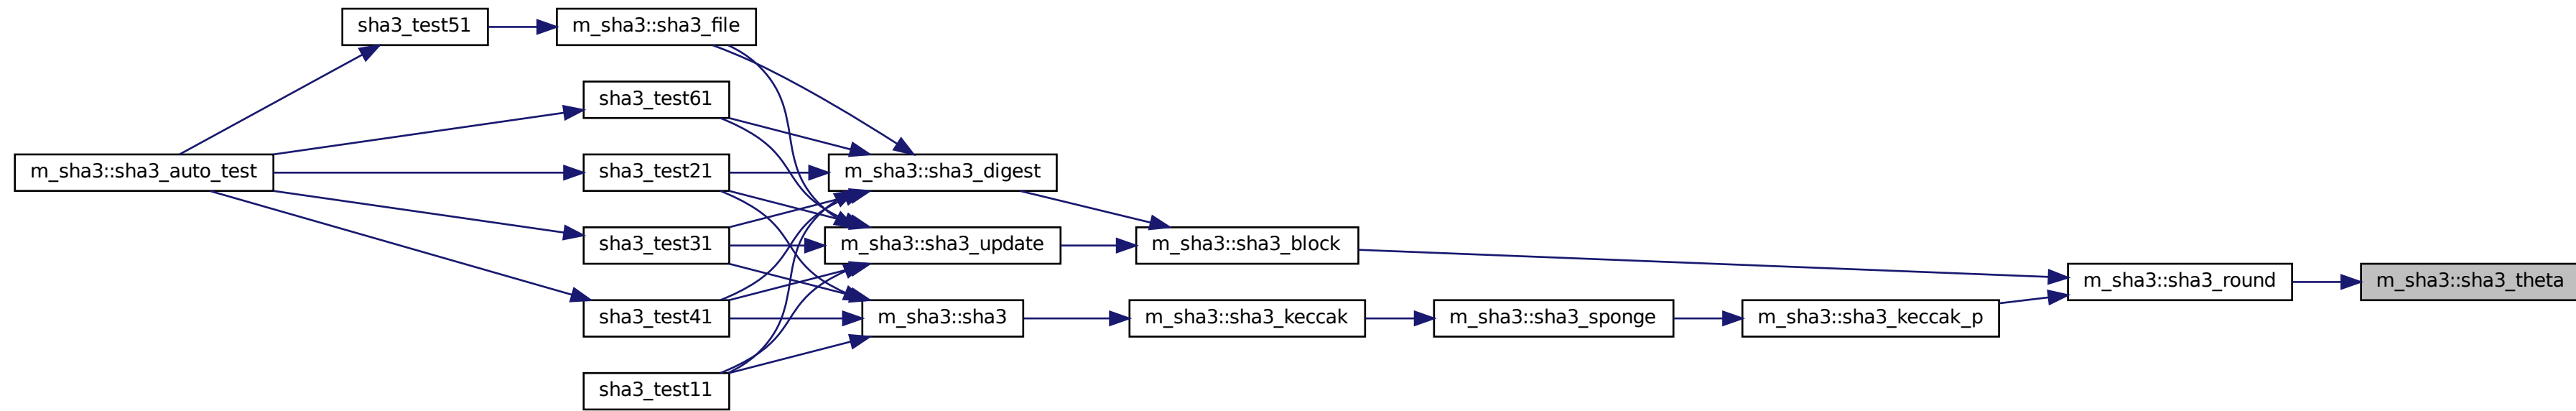 sha3_test51
m_sha3::sha3_file
sha3_test61
m_sha3::sha3_auto_test
sha3_test21
m_sha3::sha3_digest
sha3_test31
m_sha3::sha3_update
m_sha3::sha3_block
m_sha3::sha3_round
m_sha3::sha3_theta
sha3_test41
m_sha3::sha3
m_sha3::sha3_keccak
m_sha3::sha3_sponge
m_sha3::sha3_keccak_p
sha3_test11